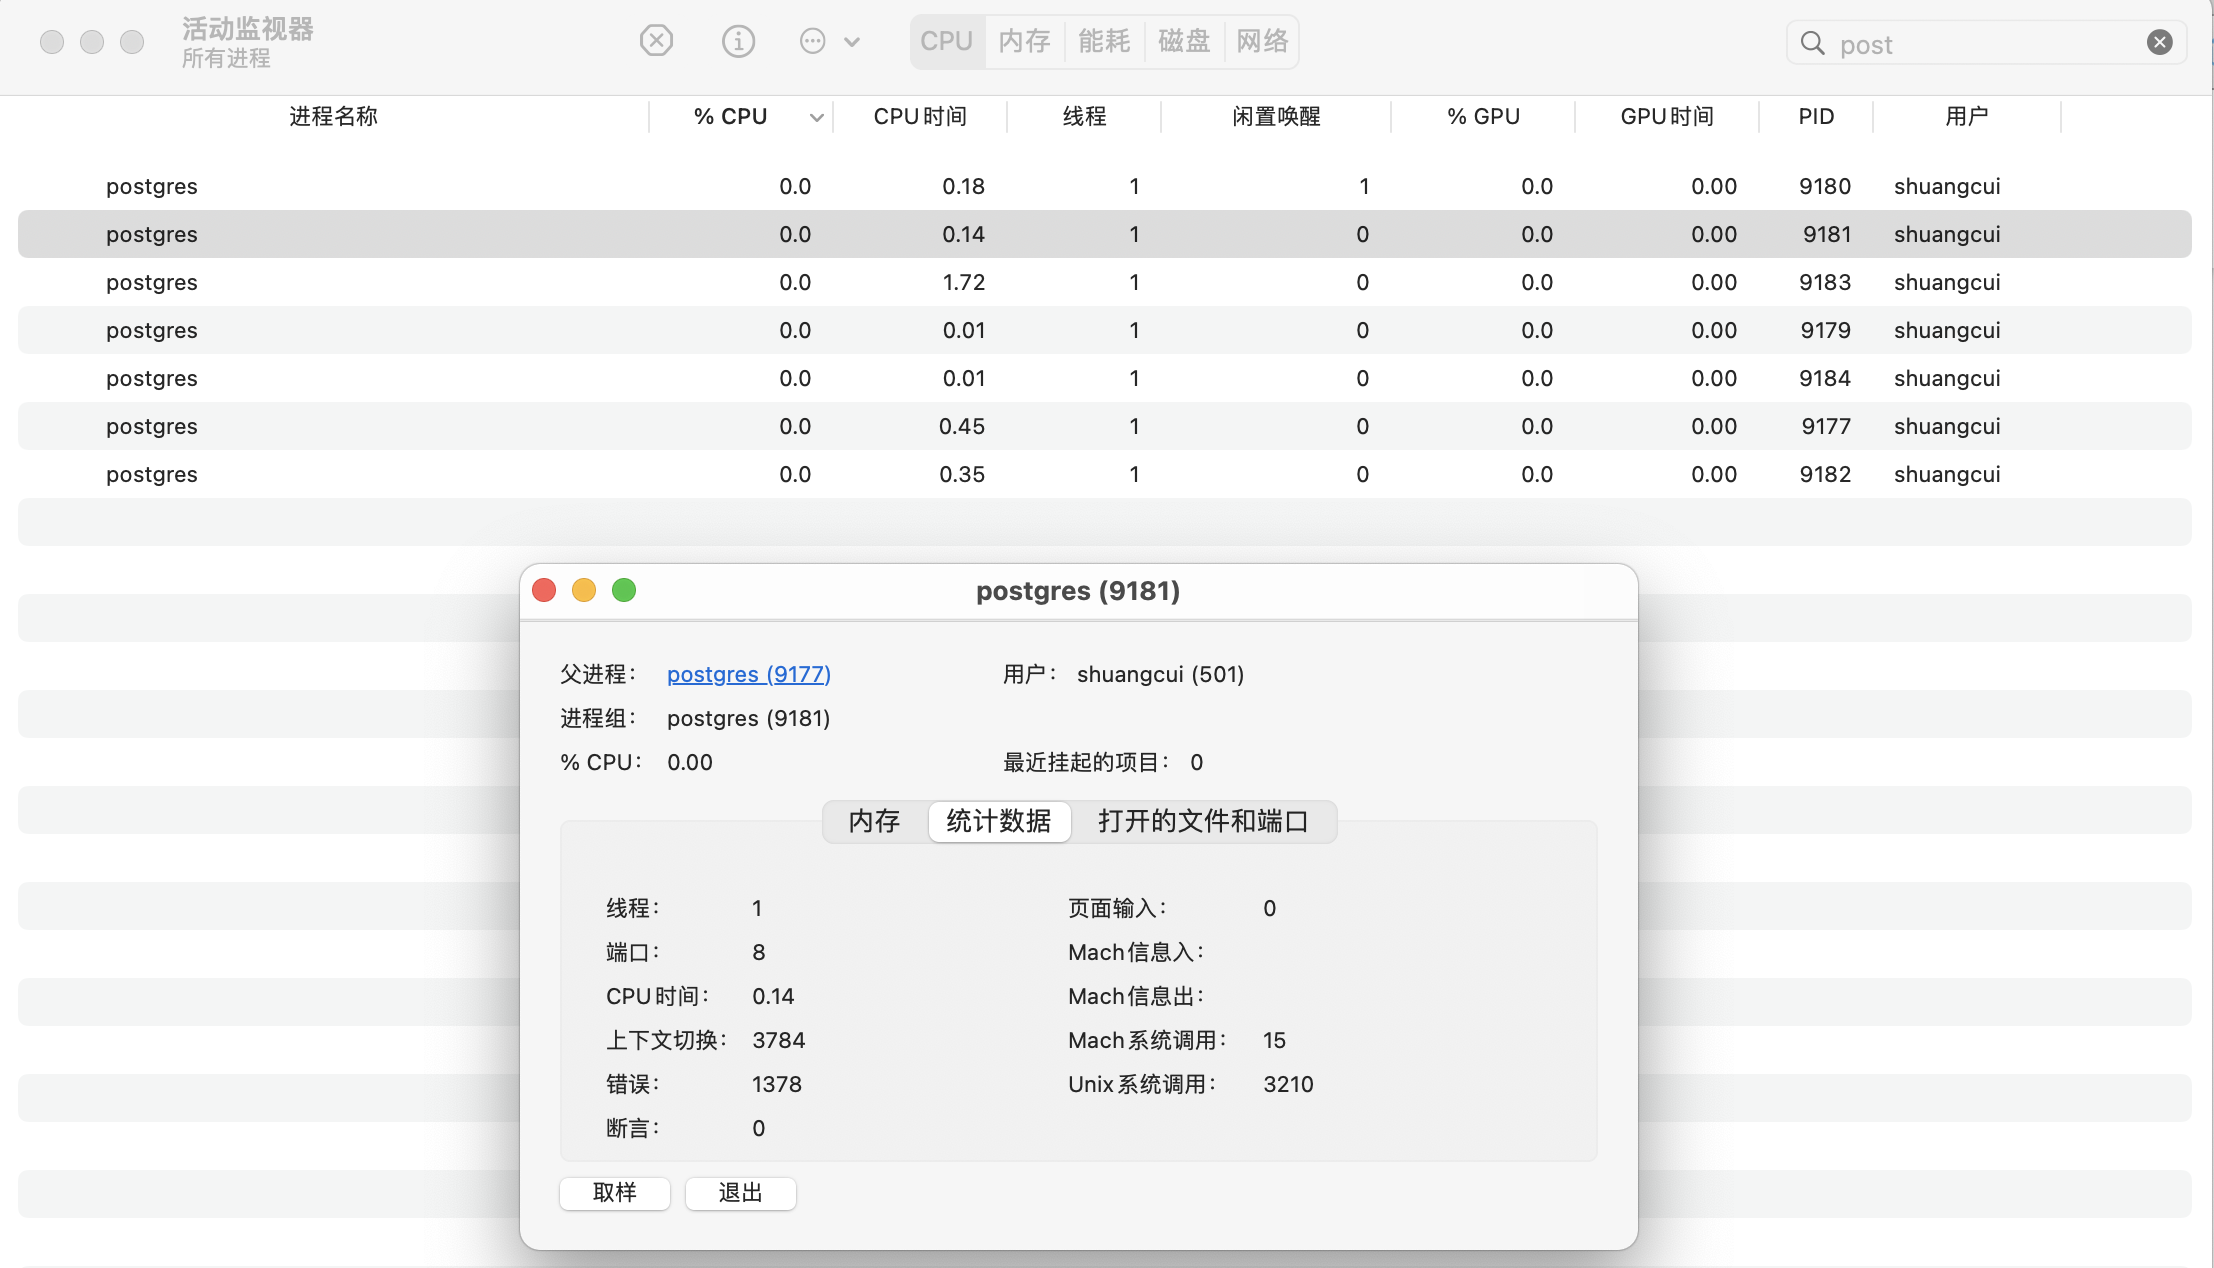 活动监视器
所有进程
CPU 内存 能耗 磁盘 网络
post
进程名称 % CPU CPU时间 线程 闲置唤醒 % GPU GPU时间 PID 用户
postgres 0.0 0.18 1 1 0.0 0.00 9180 shuangcui
postgres 0.0 0.14 1 0 0.0 0.00 9181 shuangcui
postgres 0.0 1.72 1 0 0.0 0.00 9183 shuangcui
postgres 0.0 0.01 1 0 0.0 0.00 9179 shuangcui
postgres 0.0 0.01 1 0 0.0 0.00 9184 shuangcui
postgres 0.0 0.45 1 0 0.0 0.00 9177 shuangcui
postgres 0.0 0.35 1 0 0.0 0.00 9182 shuangcui
postgres (9181)
父进程： postgres (9177) 用户： shuangcui (501)
进程组： postgres (9181)
% CPU： 0.00 最近挂起的项目： 0
内存 统计数据 打开的文件和端口
线程： 1 页面输入： 0
端口： 8 Mach信息入：
CPU时间： 0.14 Mach信息出：
上下文切换： 3784 Mach系统调用： 15
错误： 1378 Unix系统调用： 3210
断言： 0
取样 退出